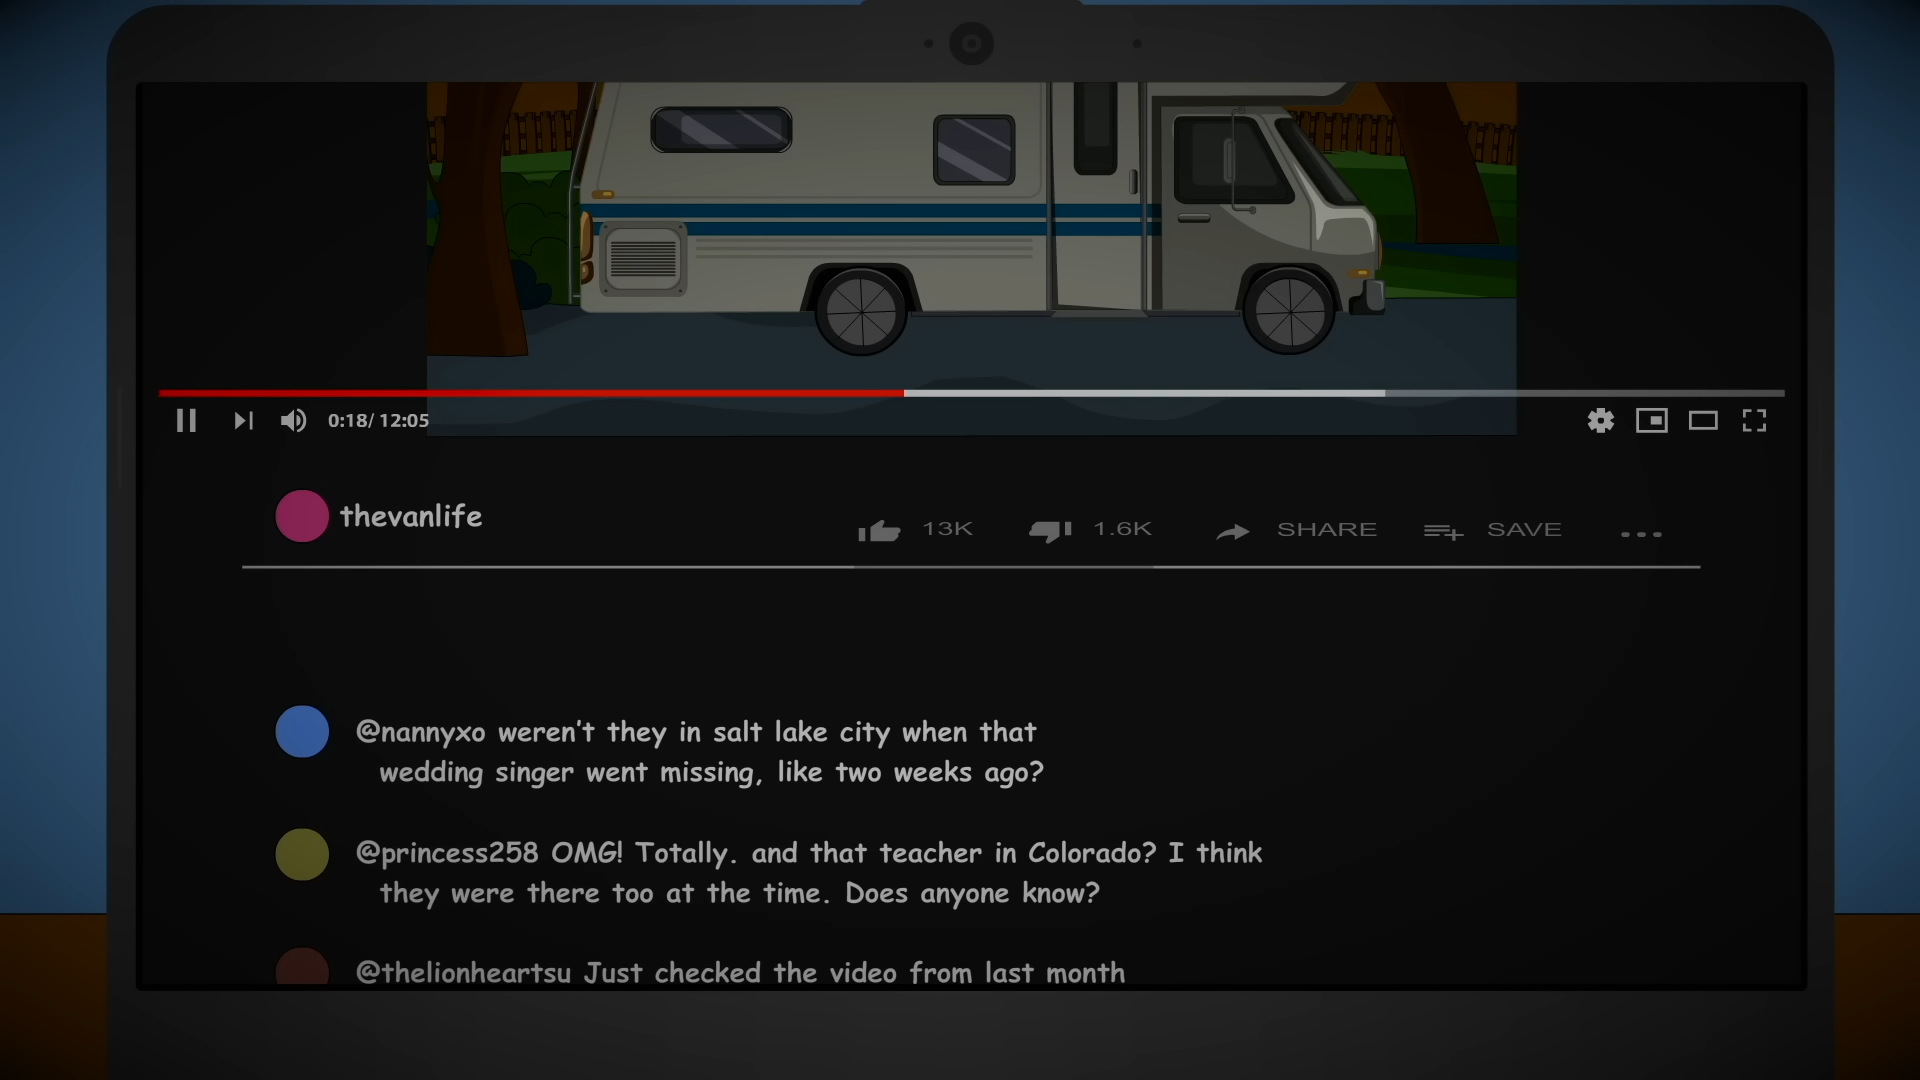 0:18/ 12:05
thevanlife
13K
1.6K
SHARE
SAVE
@nannyxo weren't they in salt lake city when that
wedding singer went missing, like two weeks ago?
@princess258 OMG! Totally. and that teacher in Colorado? I think
they were there too at the time. Does anyone know?
@thelionheartsu Just checked the video from last month